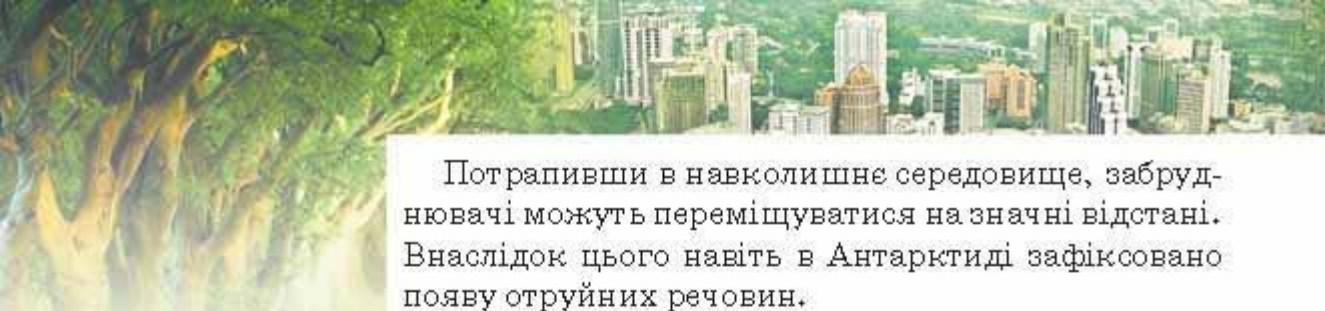 Потрапивши в навколишнє середовище, забруд-
нювачі можуть переміщуватися на значні відстані.
Внаслідок цього навіть в Антарктиді зафіксовано
появу отруйних речовин.